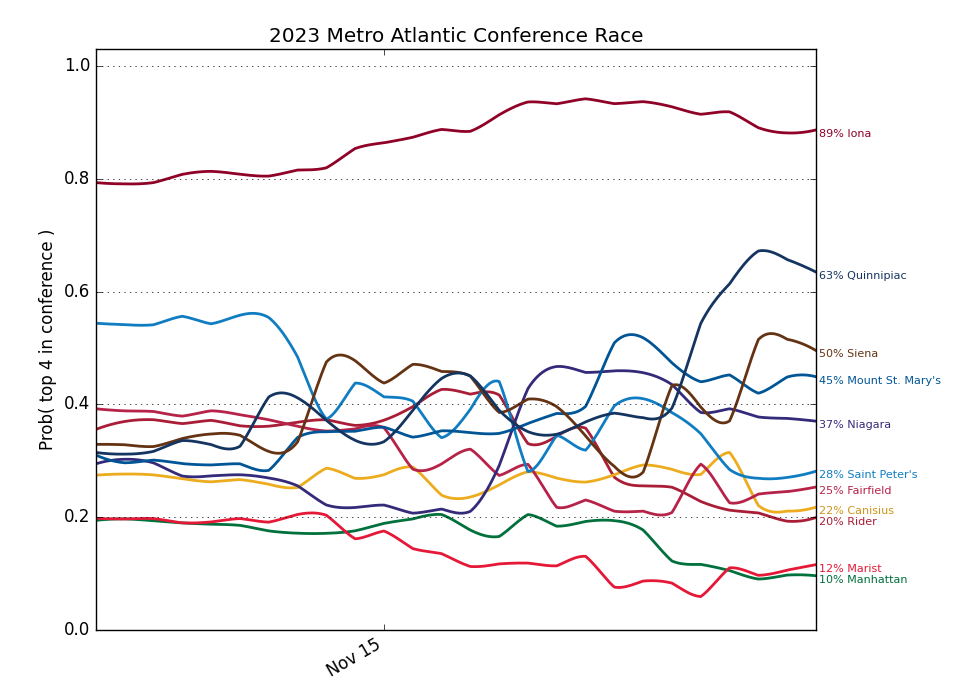 2023 Metro Atlantic Conference Race
Prob( top 4 in conference )
1.0
0.8
0.6
0.4
0.2
0.0
Nov 15
89% Iona
63% Quinnipiac
50% Siena
45% Mount St. Mary's
37% Niagara
28% Saint Peter's
25% Fairfield
22% Canisius
20% Rider
12% Marist
10% Manhattan